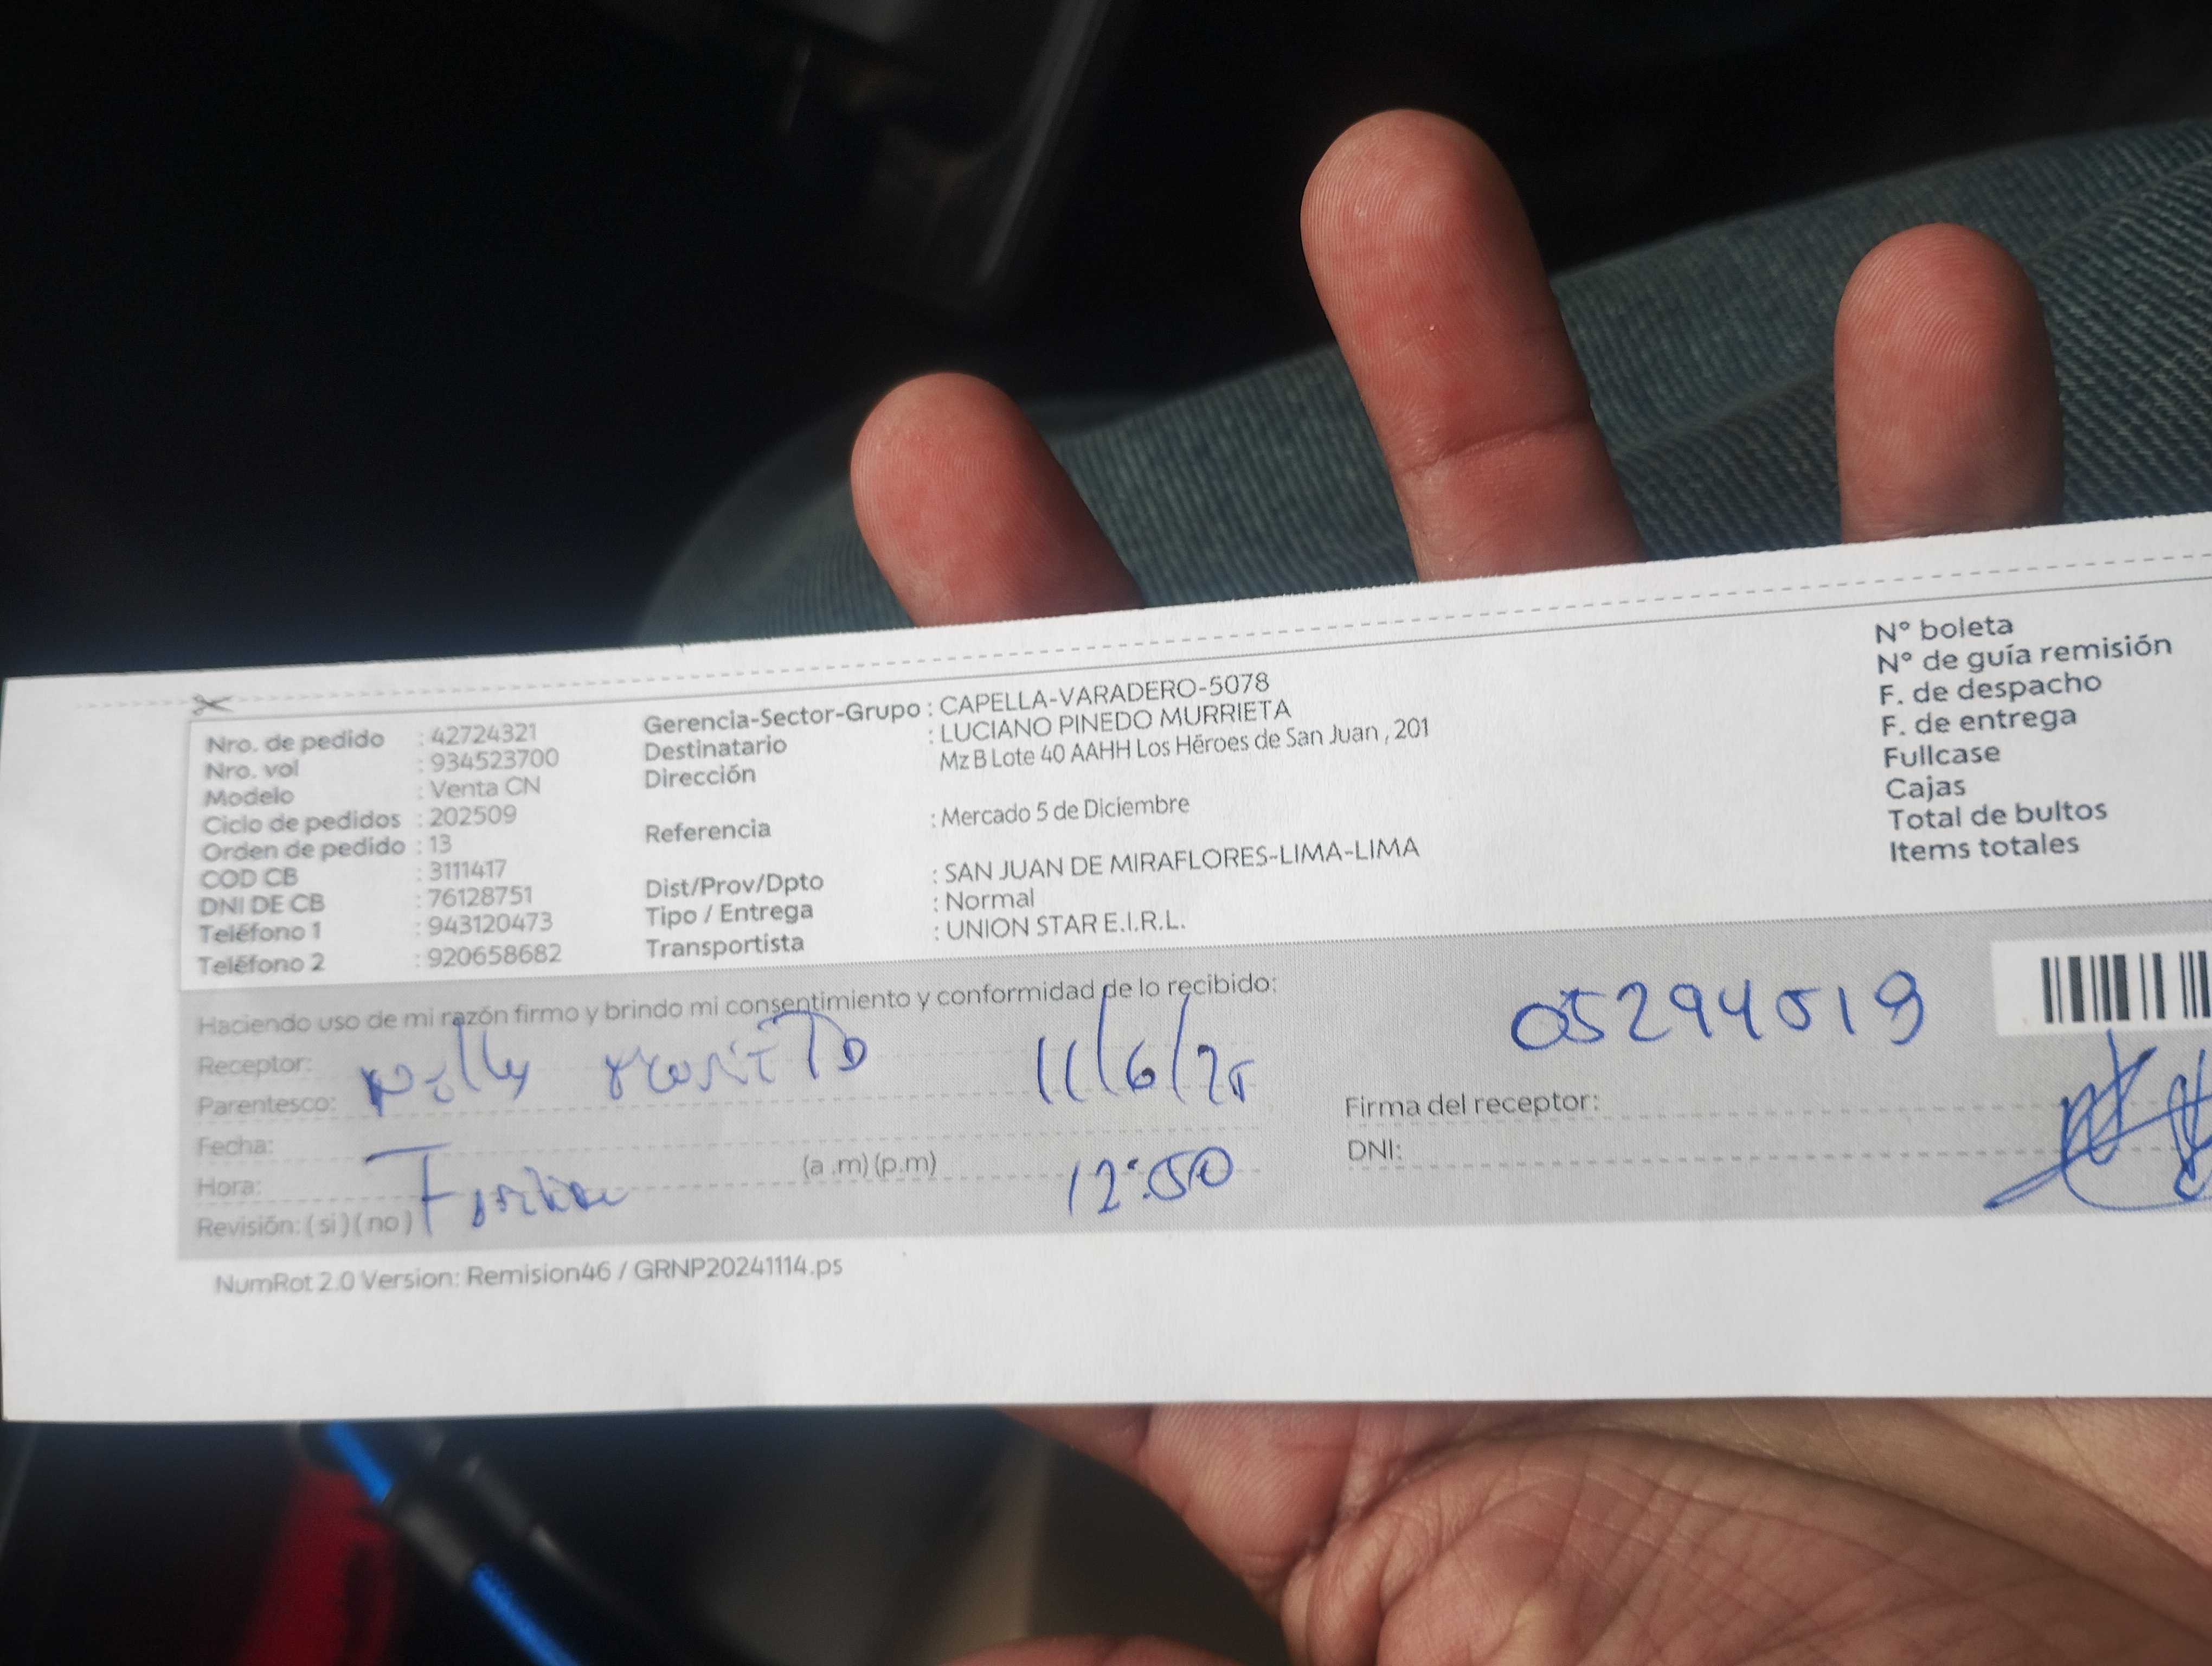 Nro. de pedido : 42724321
Nro. vol : 934523700
Modelo : Venta CN
Ciclo de pedidos : 202509
Orden de pedido : 13
COD CB : 3111417
DNI DE CB : 76128751
Teléfono 1 : 943120473
Teléfono 2 : 920658682
Gerencia-Sector-Grupo : CAPELLA-VARADERO-5078
Destinatario : LUCIANO PINEDO MURRIETA
Dirección Mz B Lote 40 AAHH Los Héroes de San Juan , 201
Referencia : Mercado 5 de Diciembre
Dist/Prov/Dpto : SAN JUAN DE MIRAFLORES-LIMA-LIMA
Tipo / Entrega : Normal
Transportista : UNION STAR E.I.R.L.
N° boleta
N° de guía remisión
F. de despacho
F. de entrega
Fullcase
Cajas
Total de bultos
Items totales
Haciendo uso de mi razón firmo y brindo mi consentimiento y conformidad de lo recibido:
Receptor: Nelly
Parentesco: 11/6/25
Fecha:
Hora: (a .m) (p.m) 12:50
Revisión: ( si ) ( no )
05294519
Firma del receptor:
DNI:
NumRot 2.0 Version: Remision46 / GRNP20241114.ps